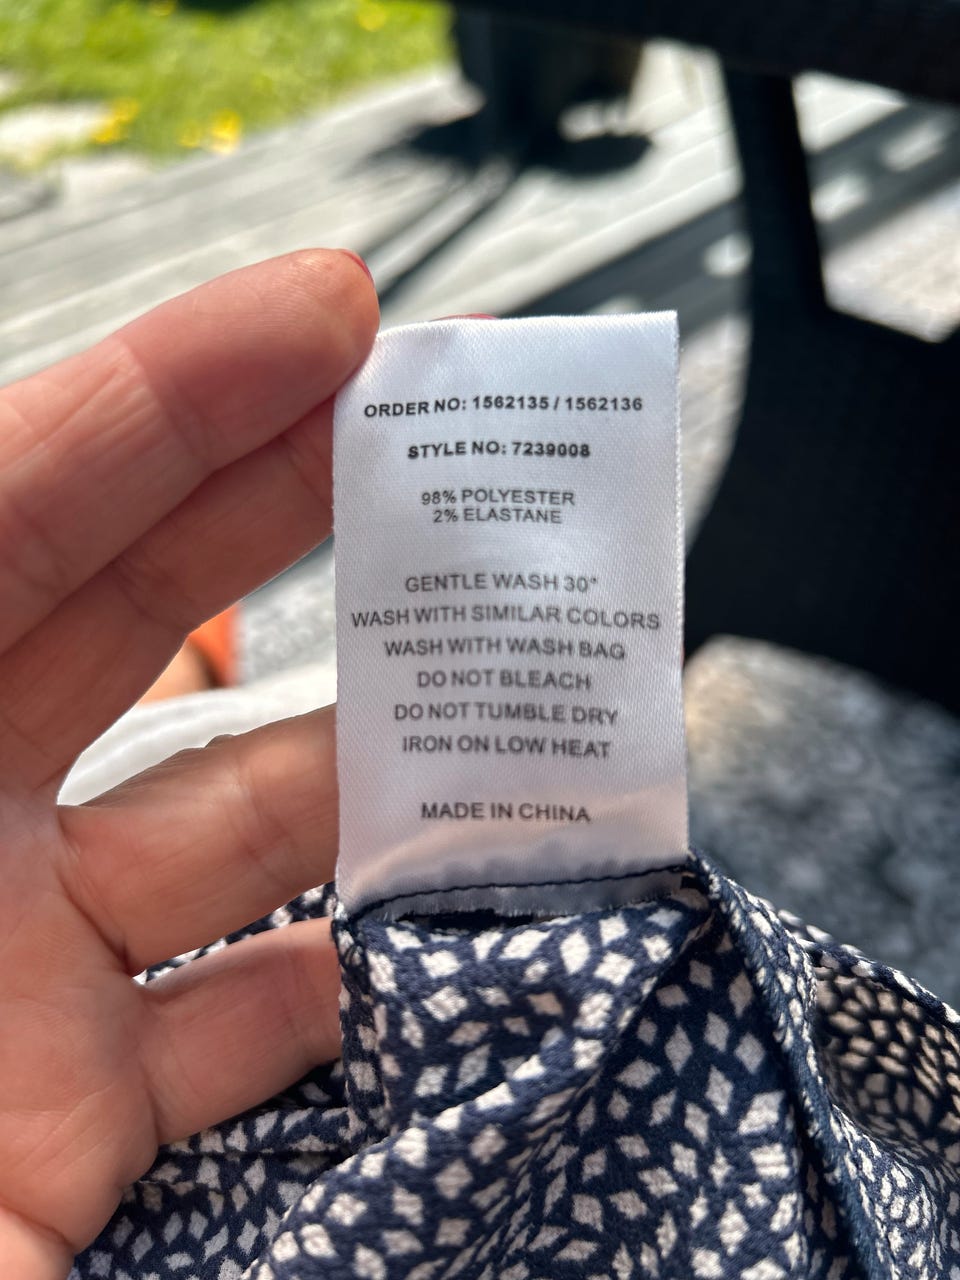 ORDER NO: 1562135 / 1562136
STYLE NO: 7239008
98% POLYESTER
2% ELASTANE
GENTLE WASH 30°
WASH WITH SIMILAR COLORS
WASH WITH WASH BAG
DO NOT BLEACH
DO NOT TUMBLE DRY
IRON ON LOW HEAT
MADE IN CHINA